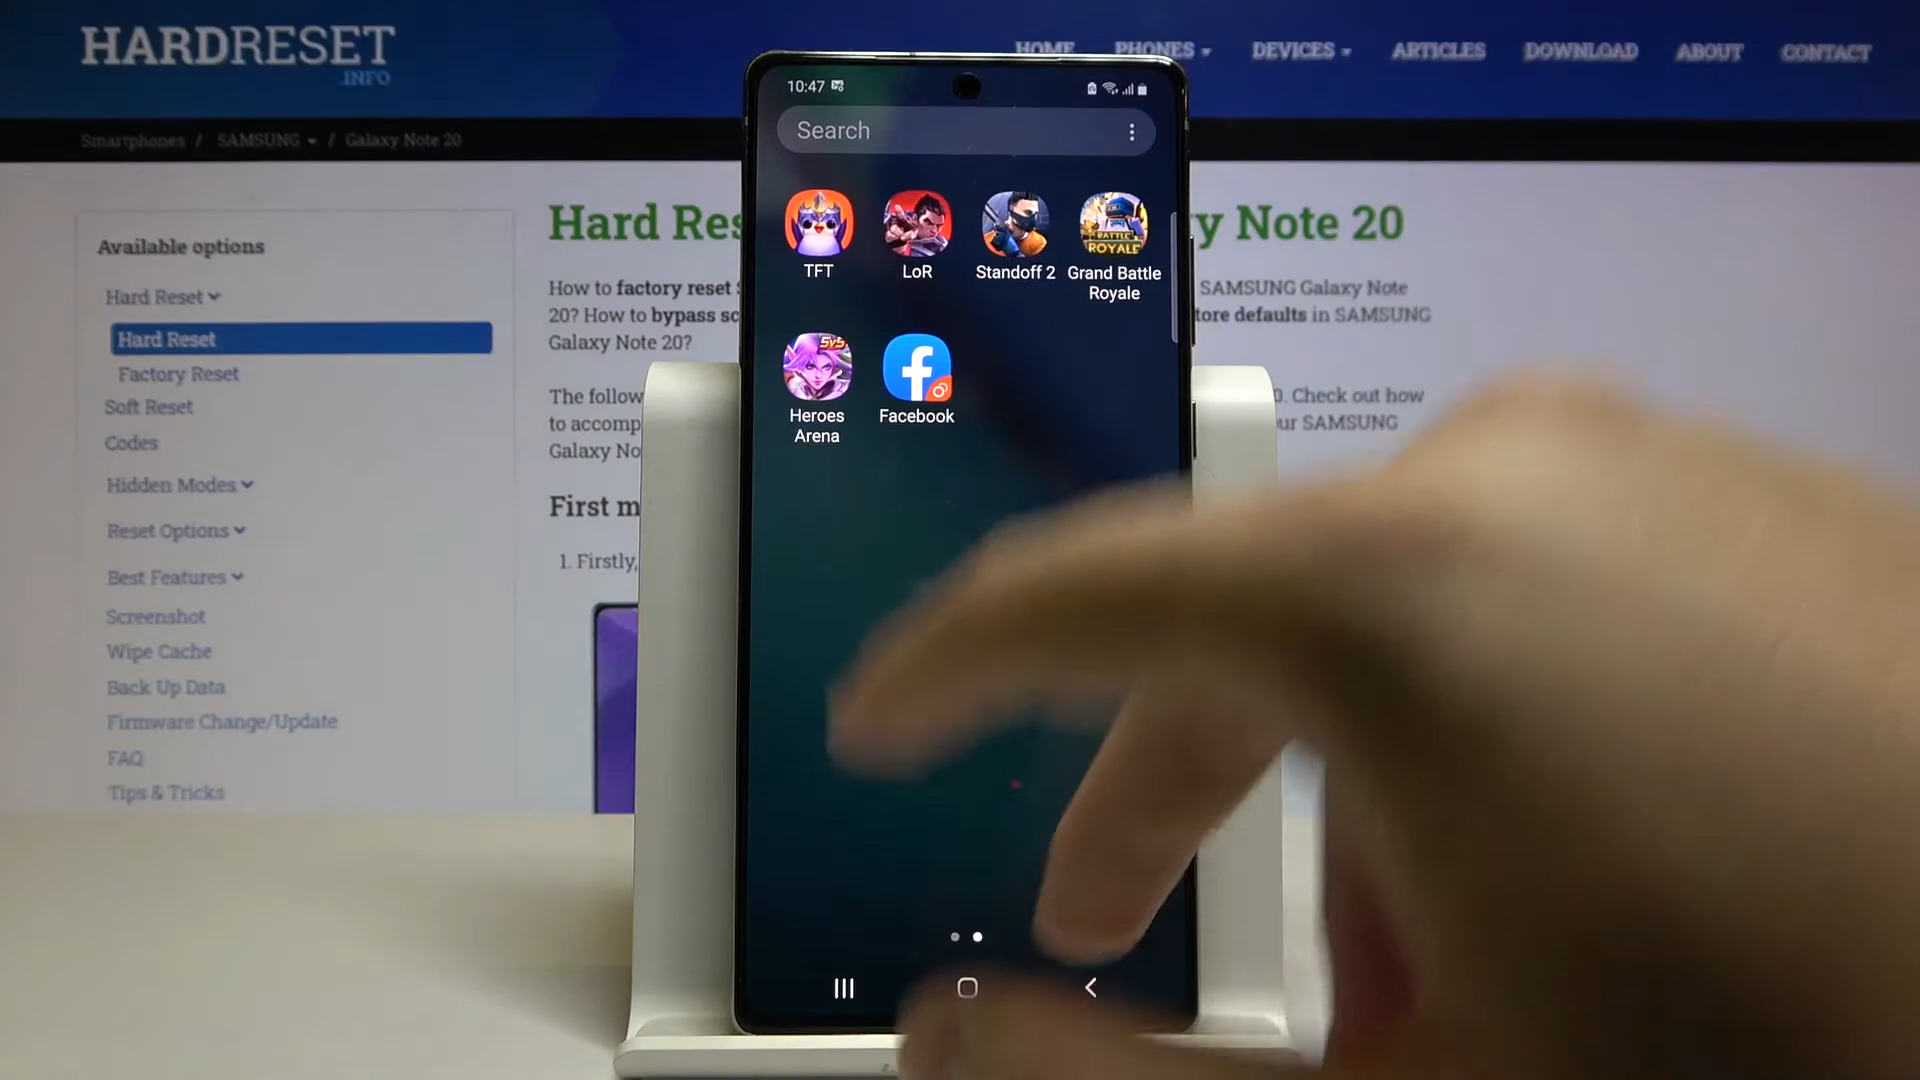 HARDRESET
.INFO
HOME PHONES DEVICES ARTICLES DOWNLOAD ABOUT CONTACT
Smartphones / SAMSUNG / Galaxy Note 20
Available options
Hard Reset
Hard Reset
Factory Reset
Soft Reset
Codes
Hidden Modes
Reset Options
Best Features
Screenshot
Wipe Cache
Back Up Data
Firmware Change/Update
FAQ
Tips & Tricks
Hard Res
y Note 20
How to factory reset
SAMSUNG Galaxy Note
20? How to bypass sc
tore defaults in SAMSUNG
Galaxy Note 20?
The follow
0. Check out how
to accomp
ur SAMSUNG
Galaxy No
First m
1. Firstly,
10:47
Search
TFT
LoR
Standoff 2
Grand Battle
Royale
BATTLE
ROYALE
5v5
Heroes
Arena
Facebook